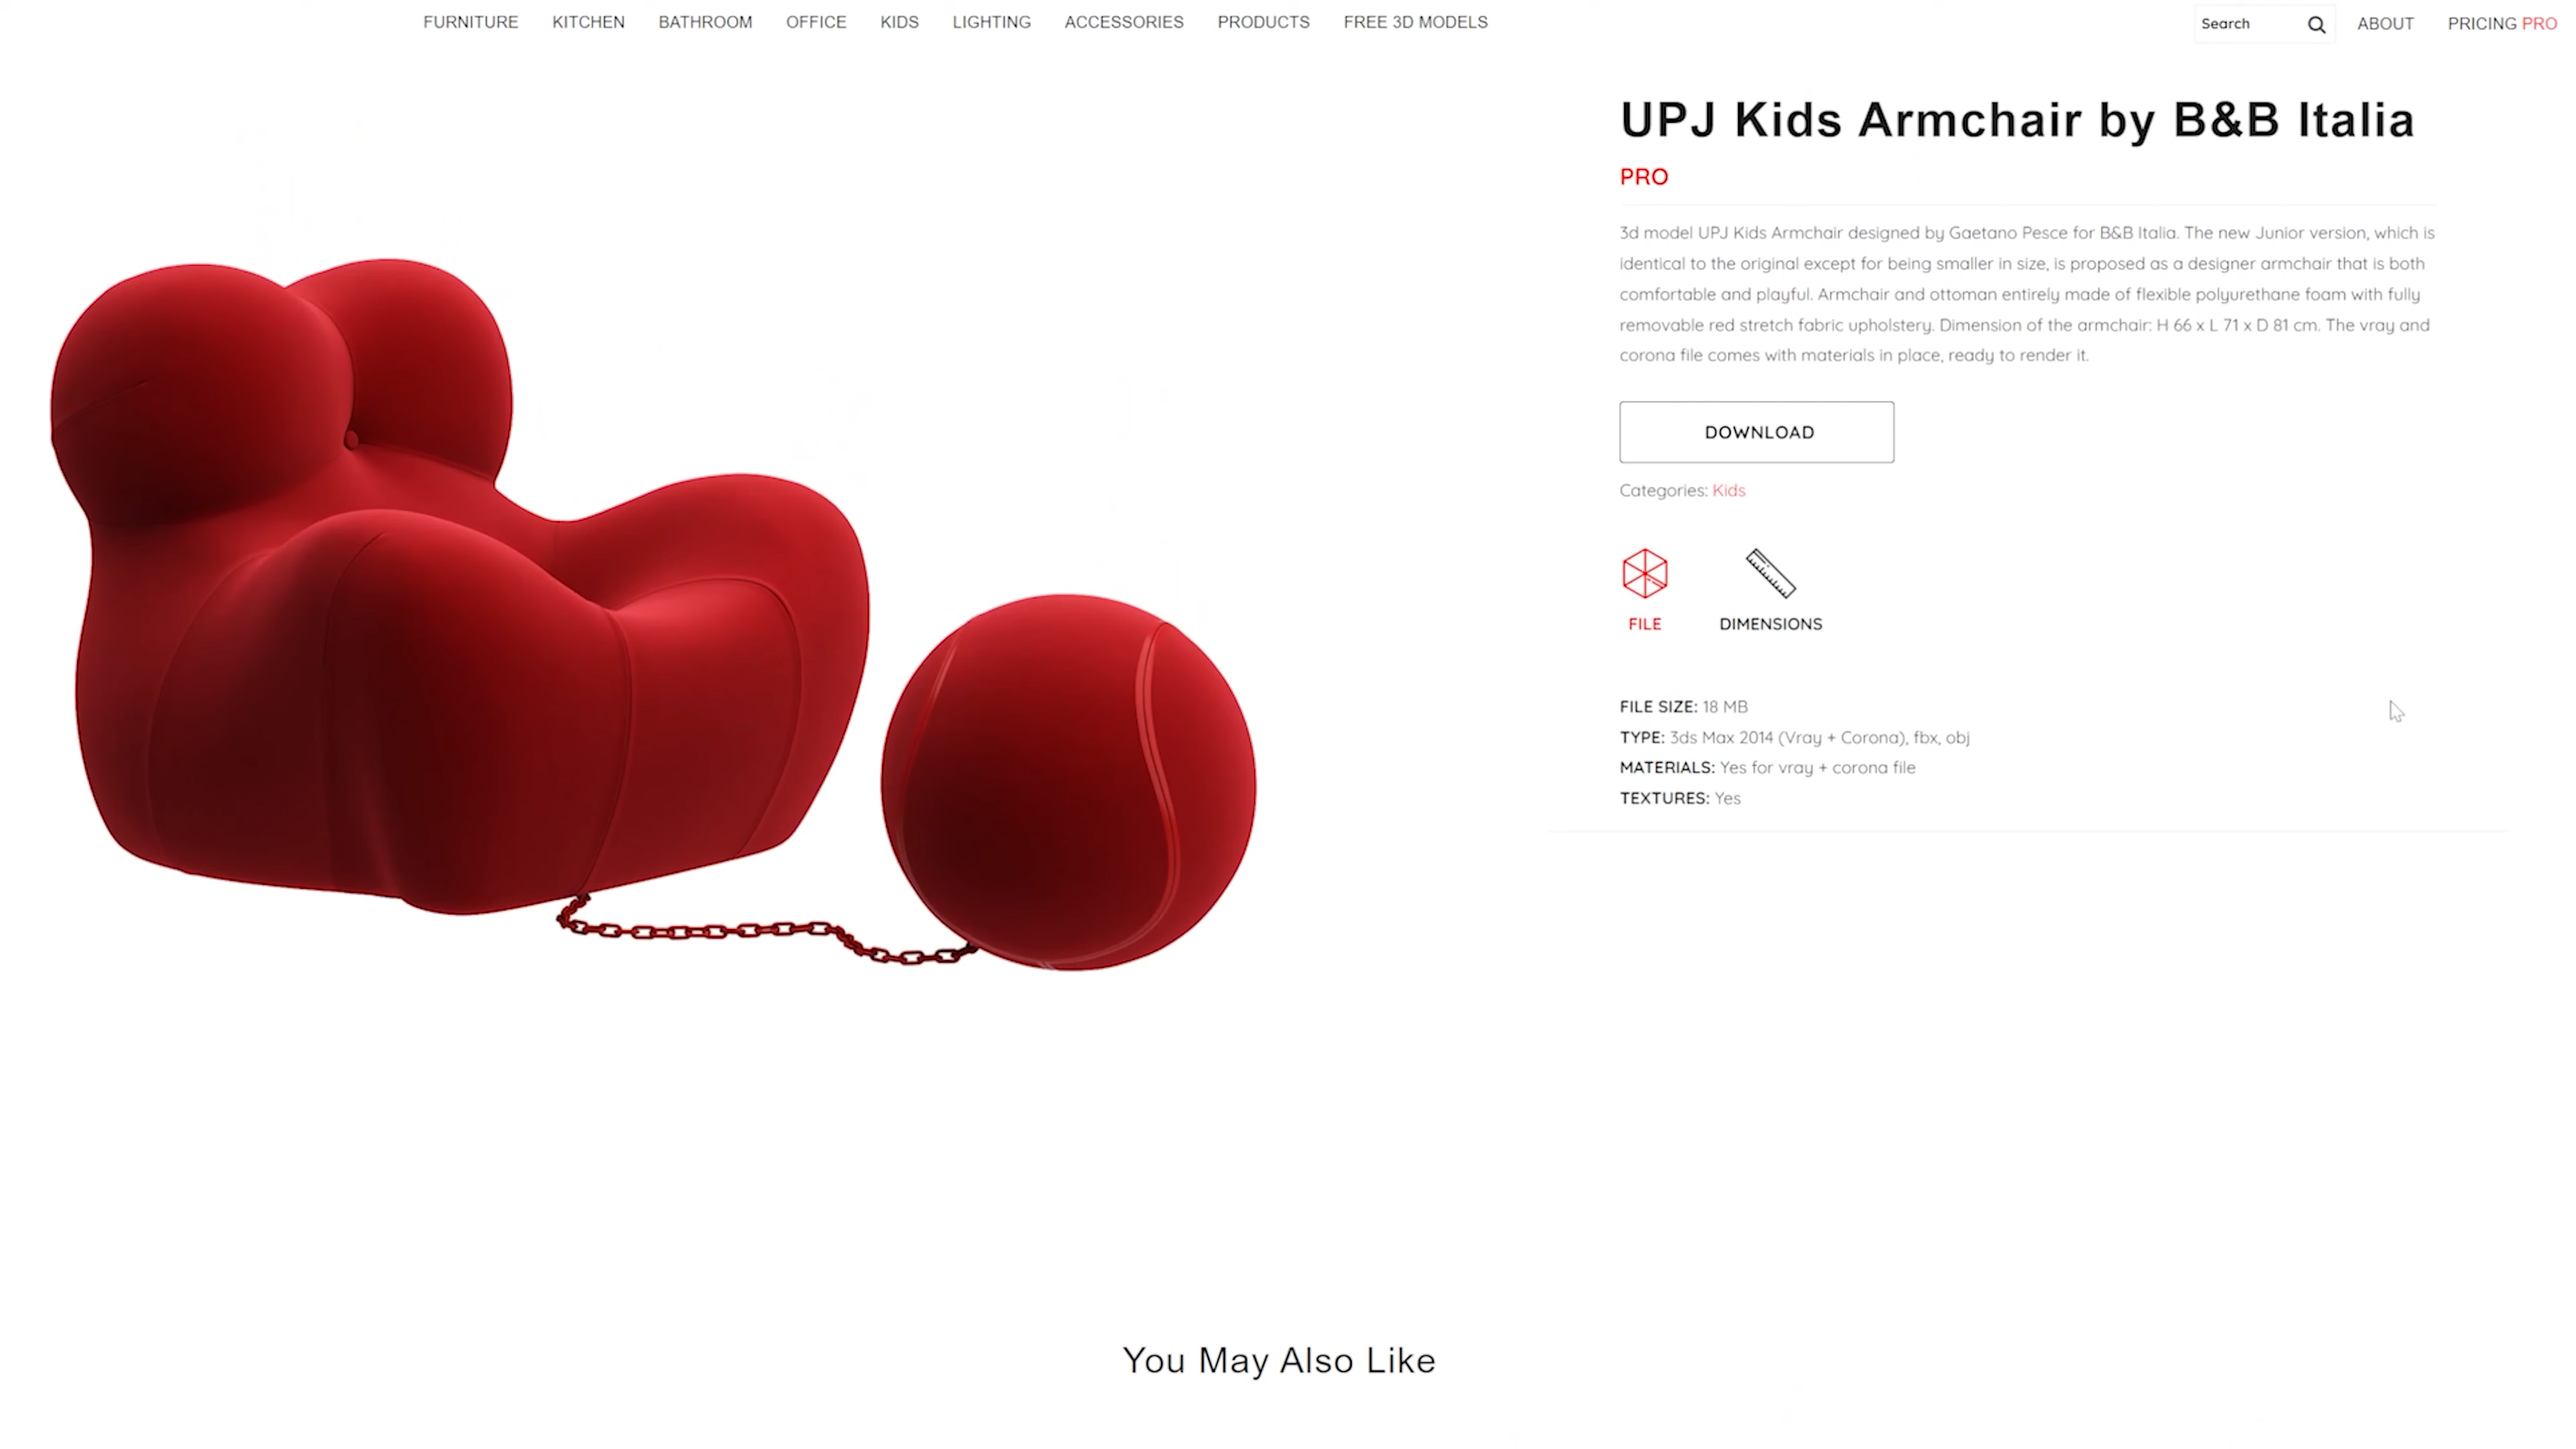 FURNITURE KITCHEN BATHROOM OFFICE KIDS LIGHTING ACCESSORIES PRODUCTS FREE 3D MODELS Search ABOUT PRICING PRO
UPJ Kids Armchair by B&B Italia
PRO
3d model UPJ Kids Armchair designed by Gaetano Pesce for B&B Italia. The new Junior version, which is
identical to the original except for being smaller in size, is proposed as a designer armchair that is both
comfortable and playful. Armchair and ottoman entirely made of flexible polyurethane foam with fully
removable red stretch fabric upholstery. Dimension of the armchair: H 66 x L 71 x D 81 cm. The vray and
corona file comes with materials in place, ready to render it.
DOWNLOAD
Categories: Kids
FILE DIMENSIONS
FILE SIZE: 18 MB
TYPE: 3ds Max 2014 (Vray + Corona), fbx, obj
MATERIALS: Yes for vray + corona file
TEXTURES: Yes
You May Also Like